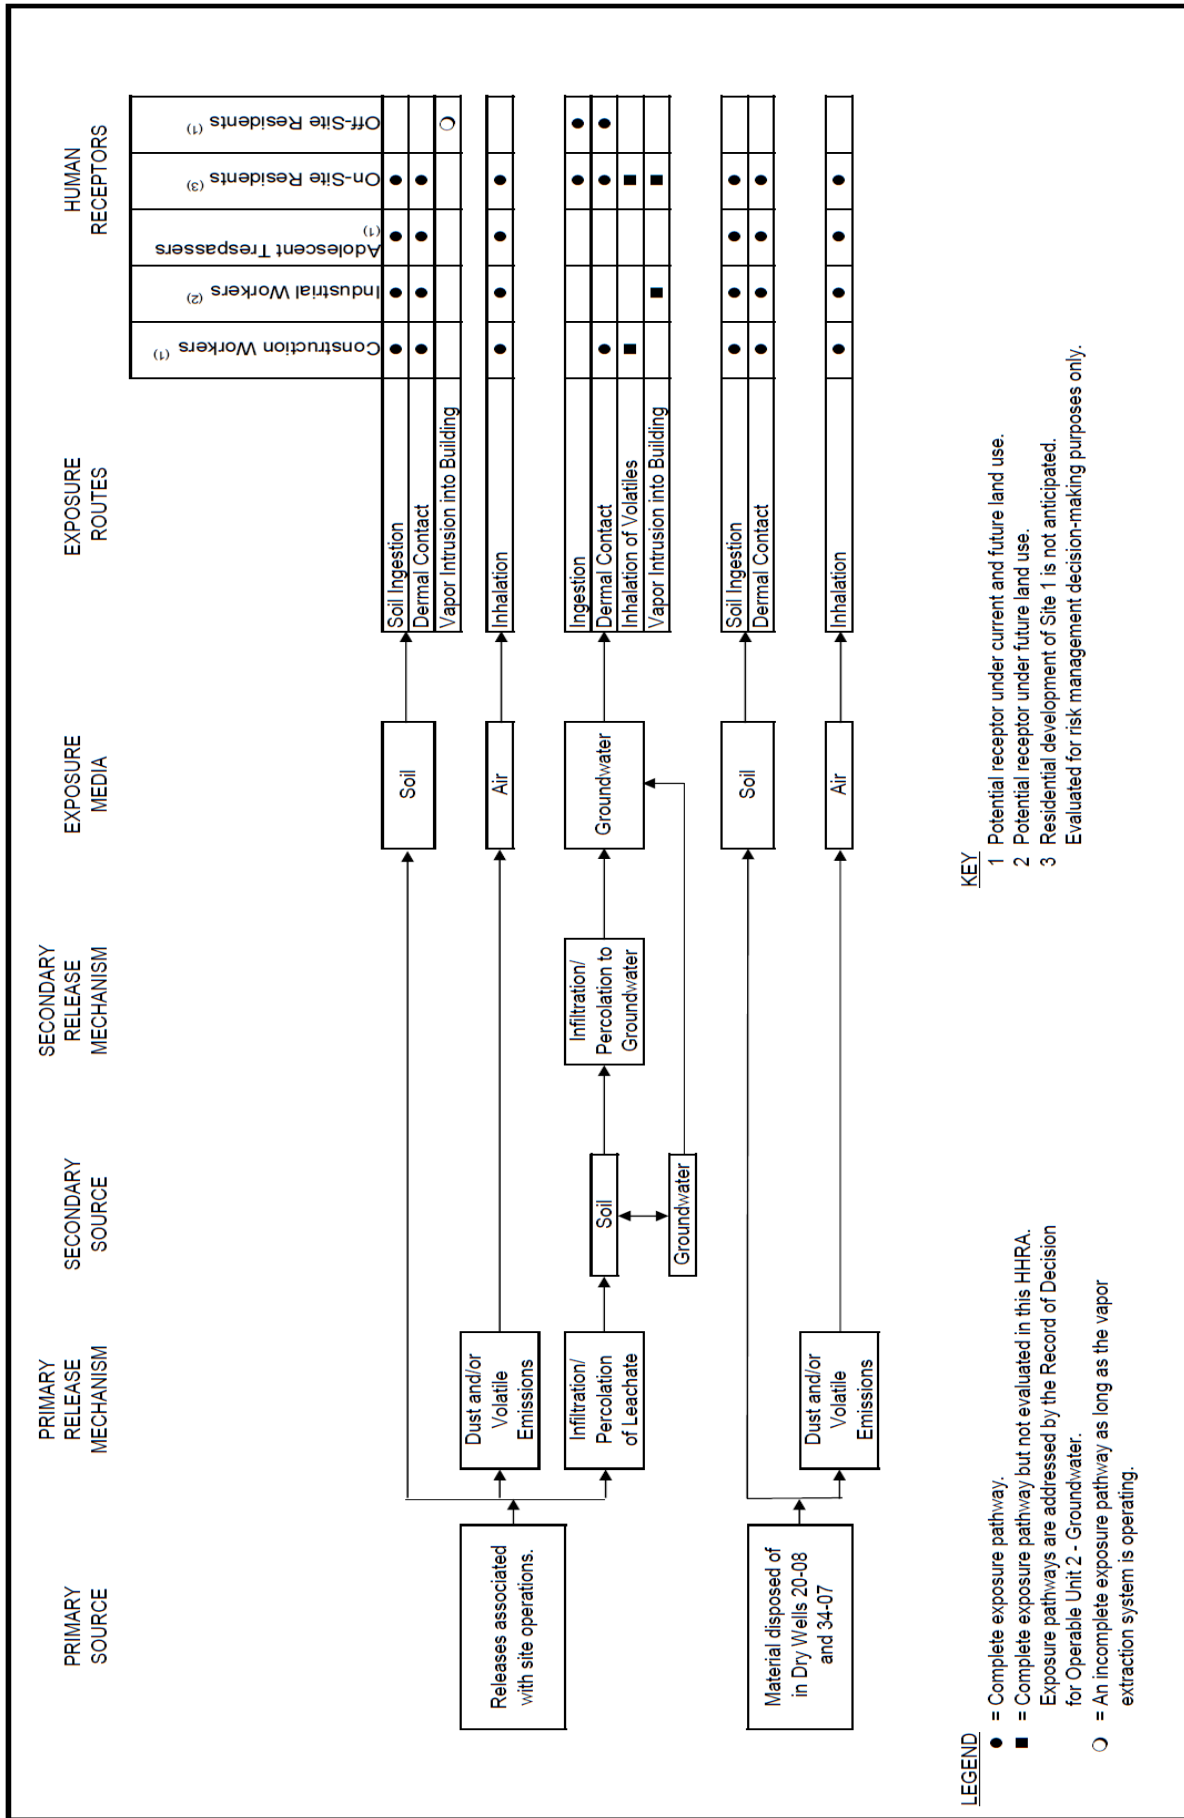 PRIMARY
SOURCE
PRIMARY
RELEASE
MECHANISM
SECONDARY
SOURCE
SECONDARY
RELEASE
MECHANISM
EXPOSURE
MEDIA
EXPOSURE
ROUTES
HUMAN
RECEPTORS
Construction Workers (1)
Industrial Workers (2)
Adolescent Trespassers
(1)
On-Site Residents (3)
Off-Site Residents (1)
Releases associated
with site operations.
Dust and/or
Volatile
Emissions
Infiltration/
Percolation
of Leachate
Soil
Groundwater
Infiltration/
Percolation to
Groundwater
Soil
Air
Groundwater
Soil Ingestion
Dermal Contact
Vapor Intrusion into Building
Inhalation
Ingestion
Dermal Contact
Inhalation of Volatiles
Vapor Intrusion into Building
Material disposed of
in Dry Wells 20-08
and 34-07
Dust and/or
Volatile
Emissions
Soil
Air
Soil Ingestion
Dermal Contact
Inhalation
LEGEND
● = Complete exposure pathway.
■ = Complete exposure pathway but not evaluated in this HHRA.
Exposure pathways are addressed by the Record of Decision
for Operable Unit 2 - Groundwater.
○ = An incomplete exposure pathway as long as the vapor
extraction system is operating.
KEY
1 Potential receptor under current and future land use.
2 Potential receptor under future land use.
3 Residential development of Site 1 is not anticipated.
Evaluated for risk management decision-making purposes only.